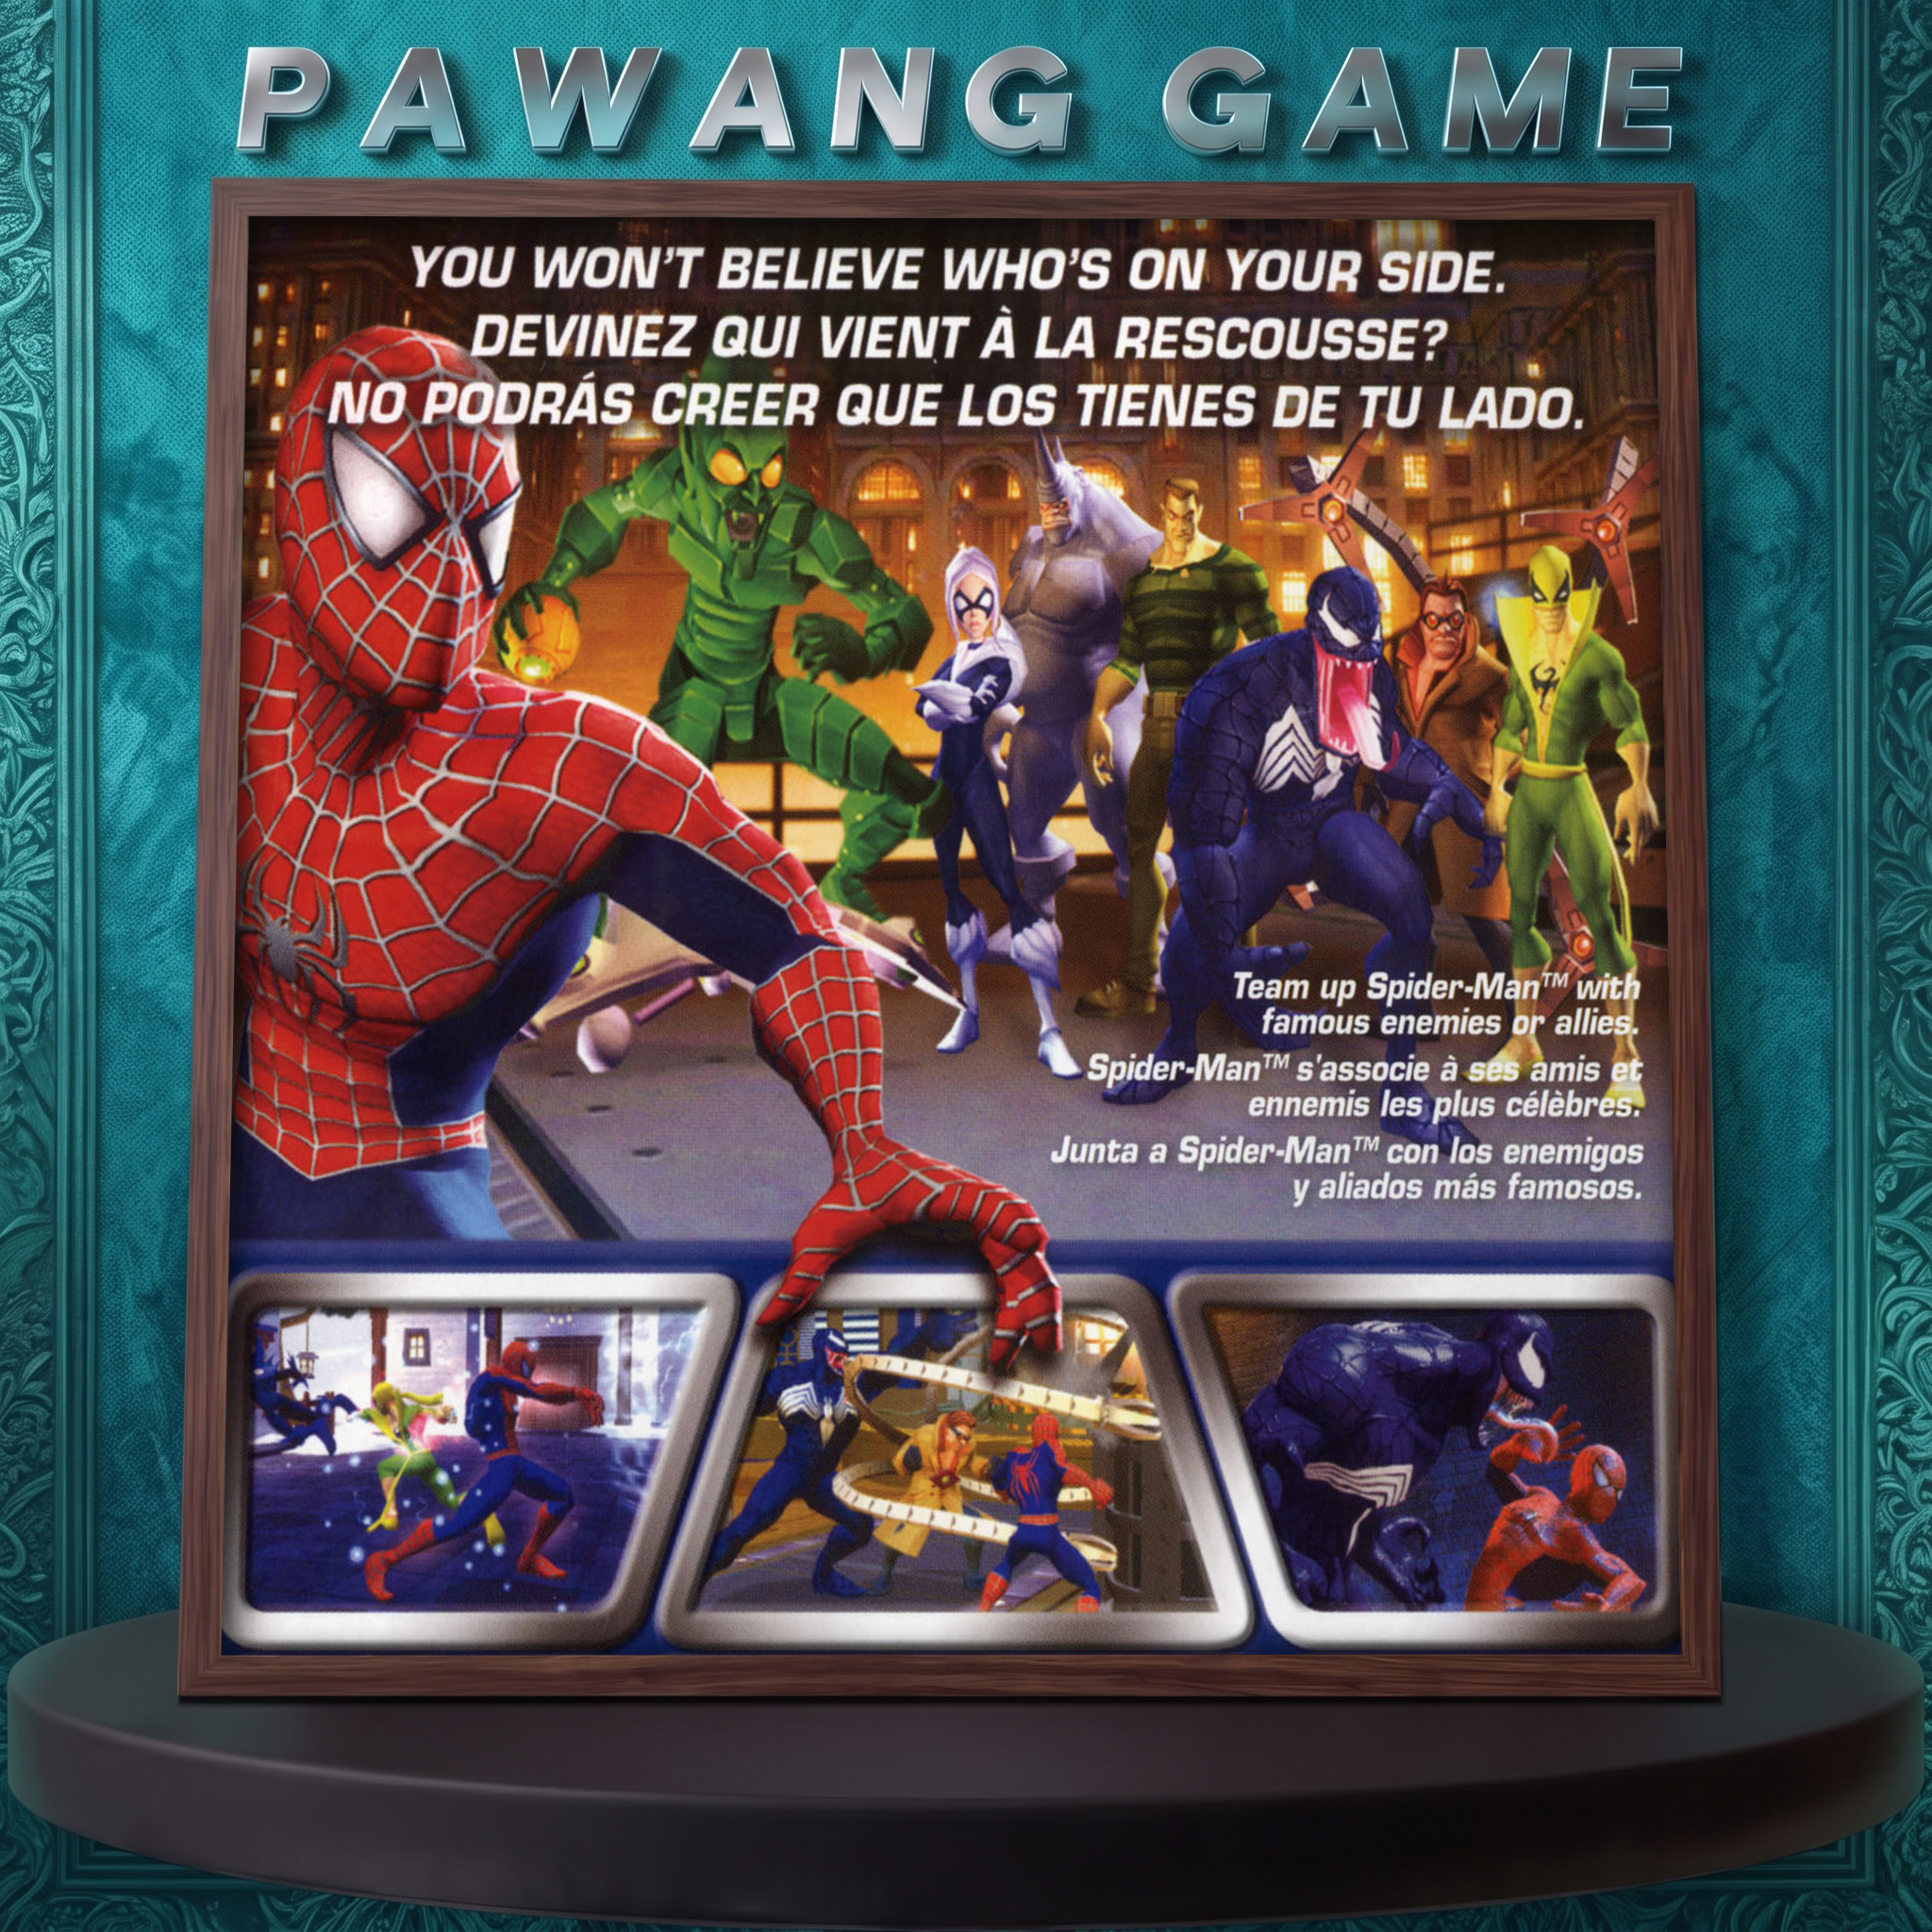 PAWANG GAME
YOU WON'T BELIEVE WHO'S ON YOUR SIDE.
DEVINEZ QUI VIENT À LA RESCOUSSE?
NO PODRÁS CREER QUE LOS TIENES DE TU LADO.
Team up Spider-Man™ with
famous enemies or allies.
Spider-Man™ s'associe à ses amis et
ennemis les plus célèbres.
Junta a Spider-Man™ con los enemigos
y aliados más famosos.